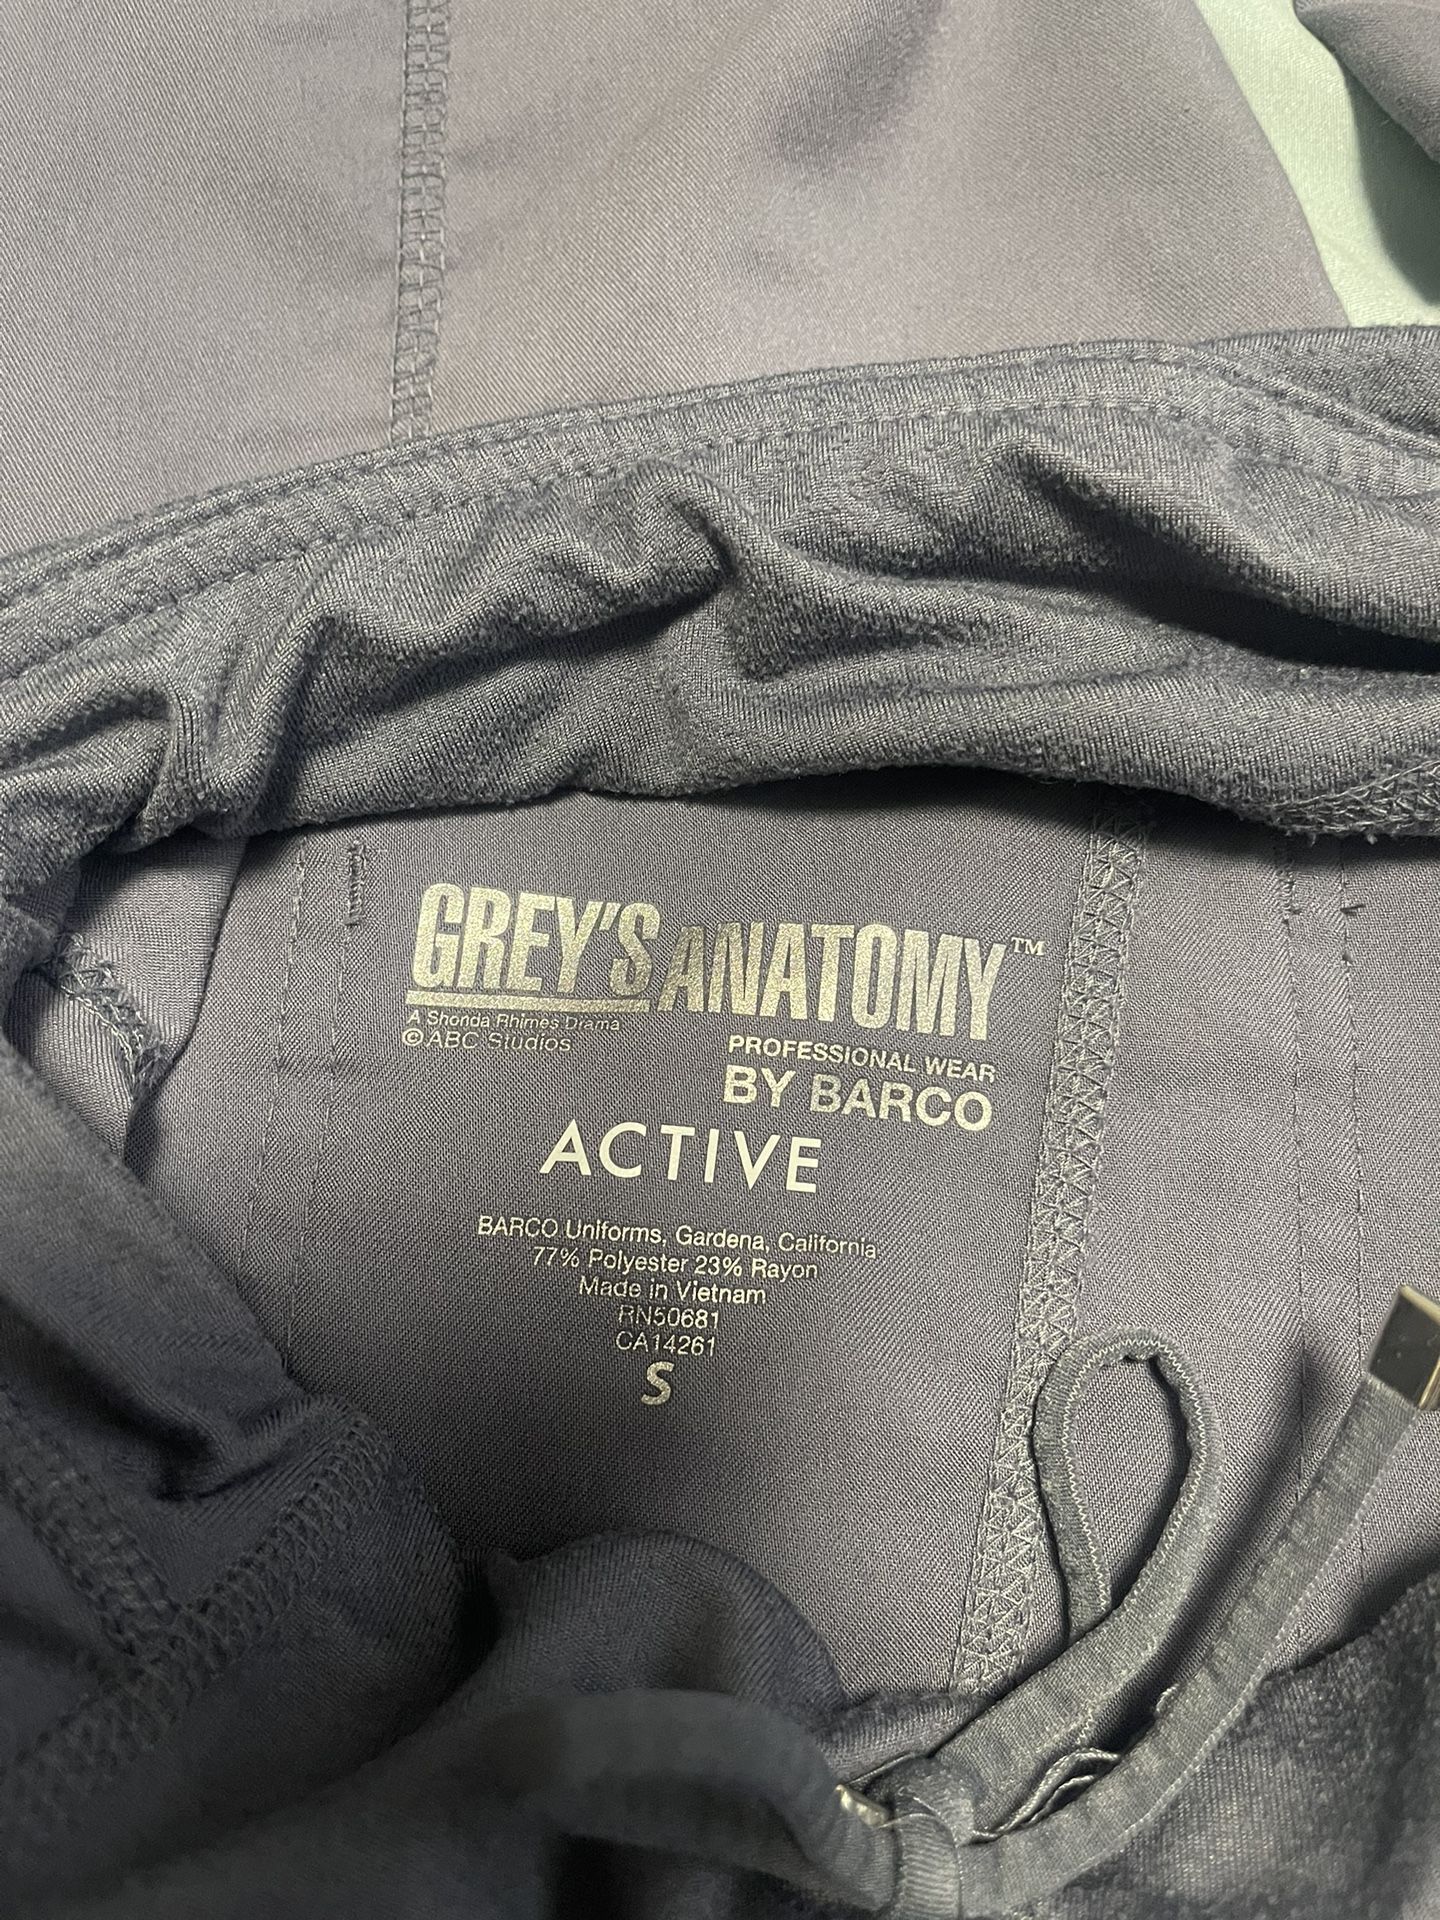 GREY'S ANATOMY™
A Shonda Rhimes Drama
© ABC Studios
PROFESSIONAL WEAR
BY BARCO
ACTIVE
BARCO Uniforms, Gardena, California
77% Polyester 23% Rayon
Made in Vietnam
RN50681
CA14261
S